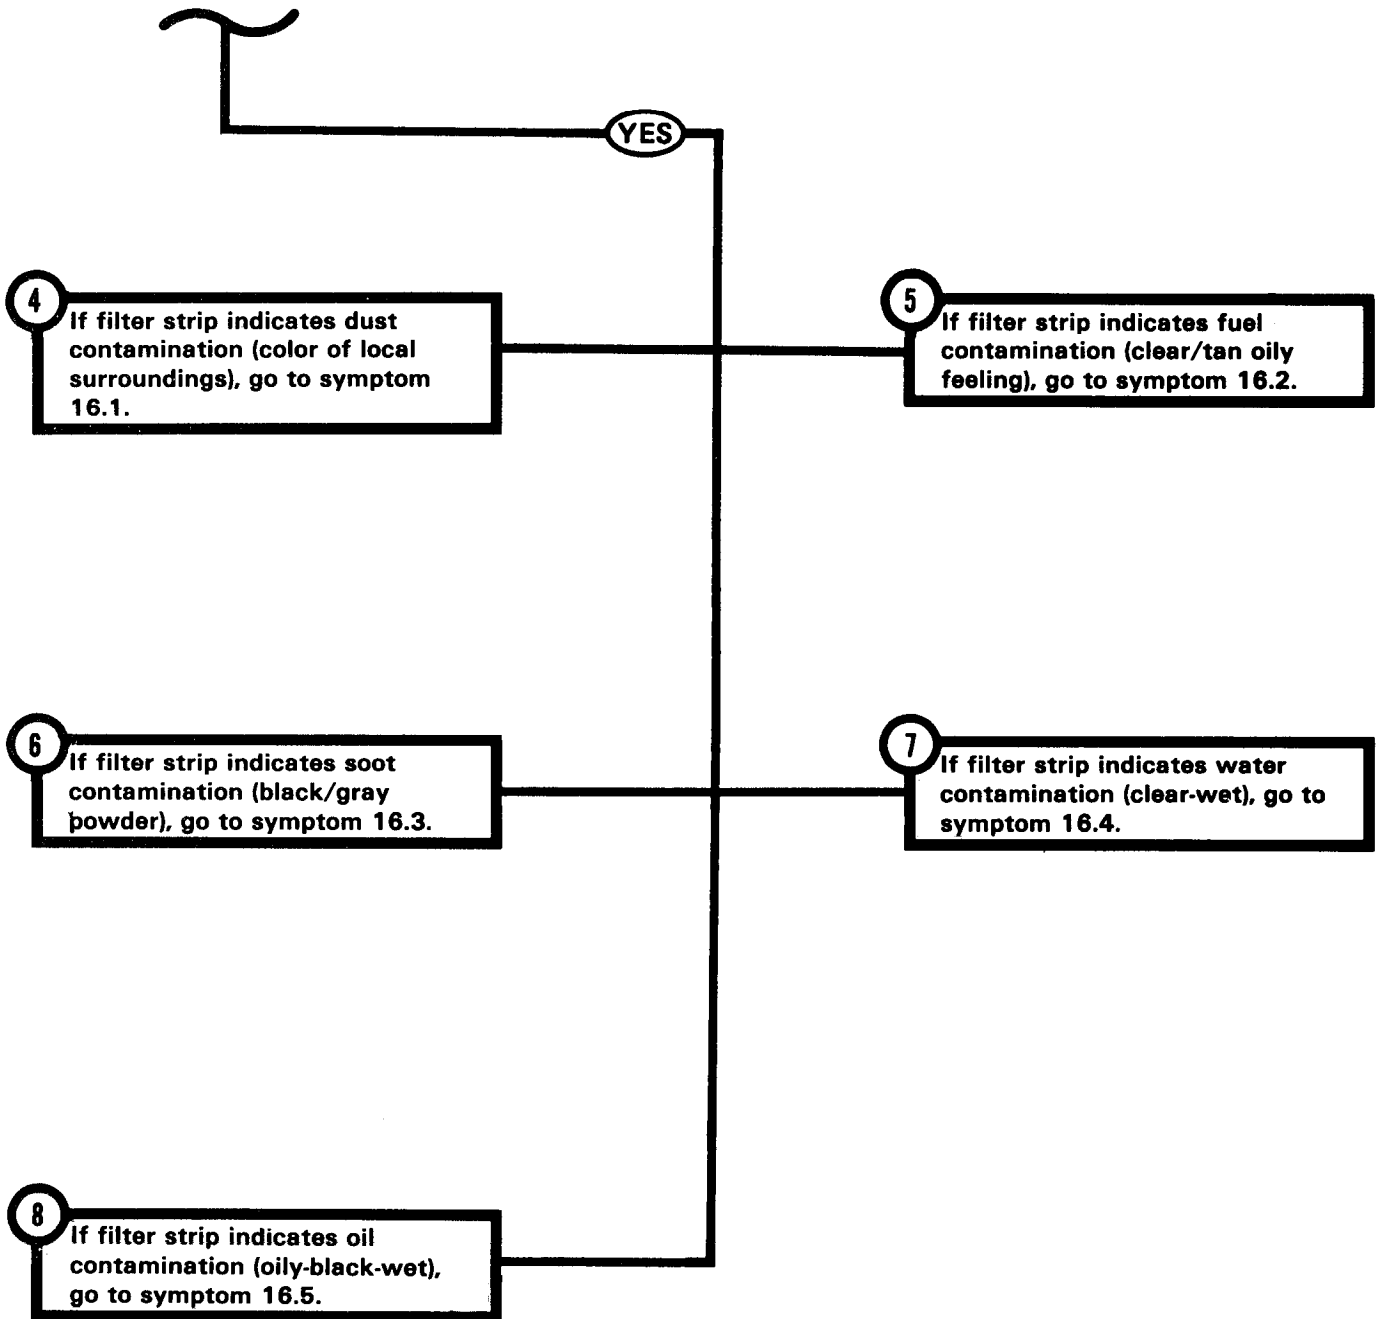 YES
4
If filter strip indicates dust
contamination (color of local
surroundings), go to symptom
16.1.
5
If filter strip indicates fuel
contamination (clear/tan oily
feeling), go to symptom 16.2.
6
If filter strip indicates soot
contamination (black/gray
powder), go to symptom 16.3.
7
If filter strip indicates water
contamination (clear-wet), go to
symptom 16.4.
8
If filter strip indicates oil
contamination (oily-black-wet),
go to symptom 16.5.